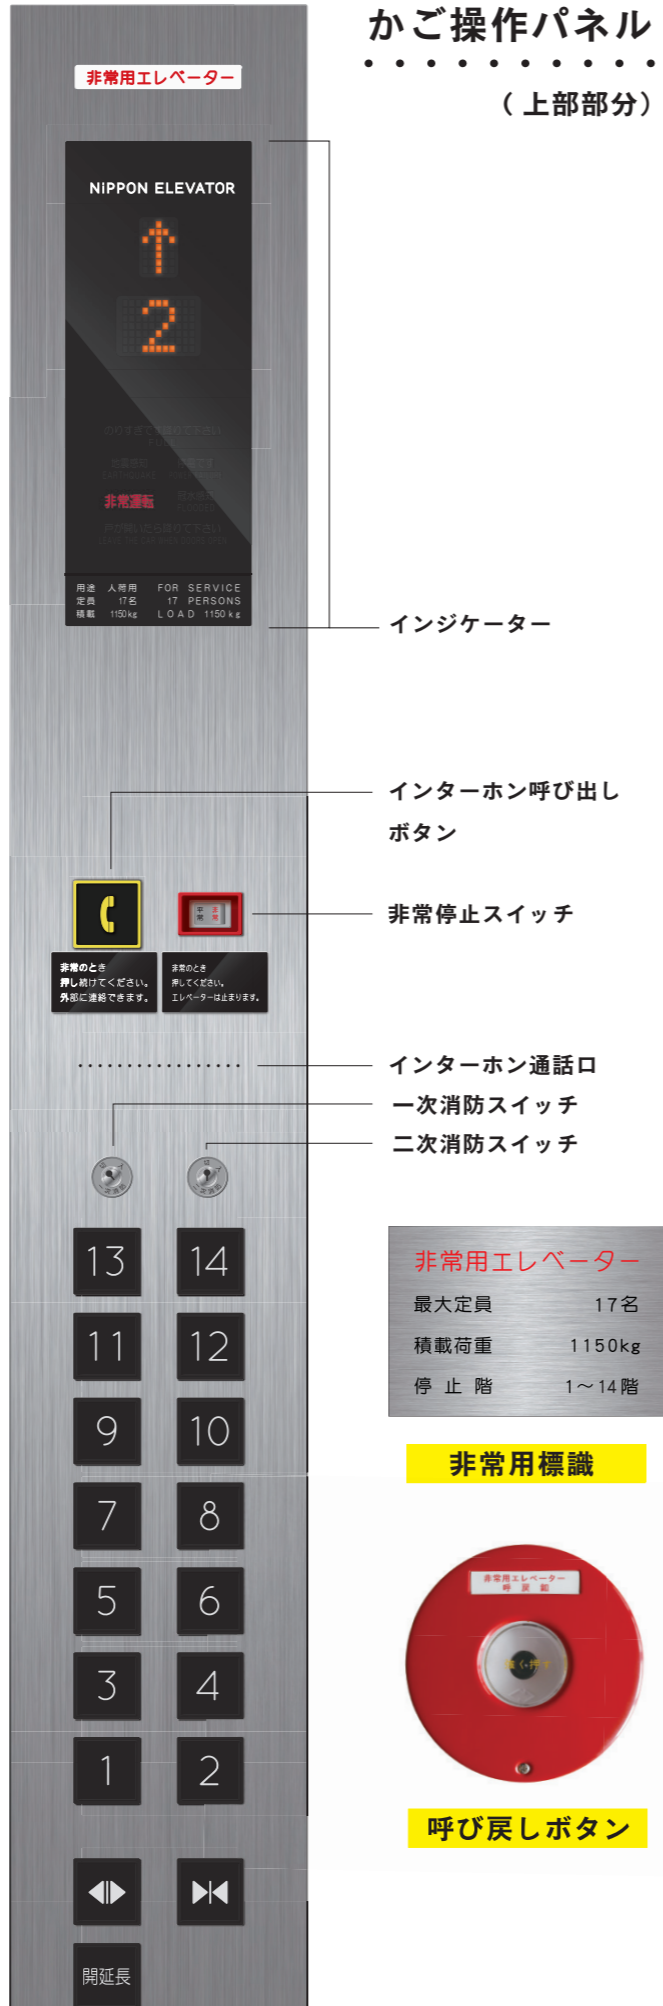 かご操作パネル
（上部部分）
非常用エレベーター
NiPPON ELEVATOR
2
非常運転
用途 人荷用 FOR SERVICE
定員 17名 17 PERSONS
積載 1150kg LOAD 1150kg
インジケーター
インターホン呼び出し
ボタン
非常停止スイッチ
非常のとき
押し続けてください。
外部に連絡できます。
非常のとき
押してください。
エレベーターは止まります。
インターホン通話口
一次消防スイッチ
二次消防スイッチ
13 14
11 12
9 10
7 8
5 6
3 4
1 2
開延長
非常用エレベーター
最大定員 17名
積載荷重 1150kg
停止階 1～14階
非常用標識
非常用エレベーター
呼戻釦
強く押す
呼び戻しボタン